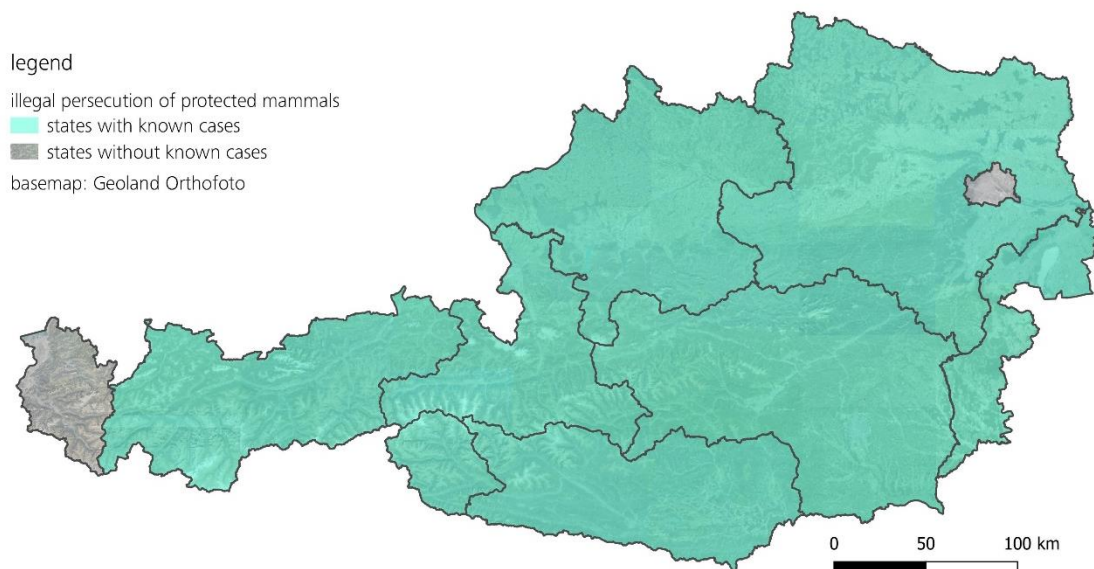 legend
illegal persecution of protected mammals
states with known cases
states without known cases
basemap: Geoland Orthofoto
0 50 100 km